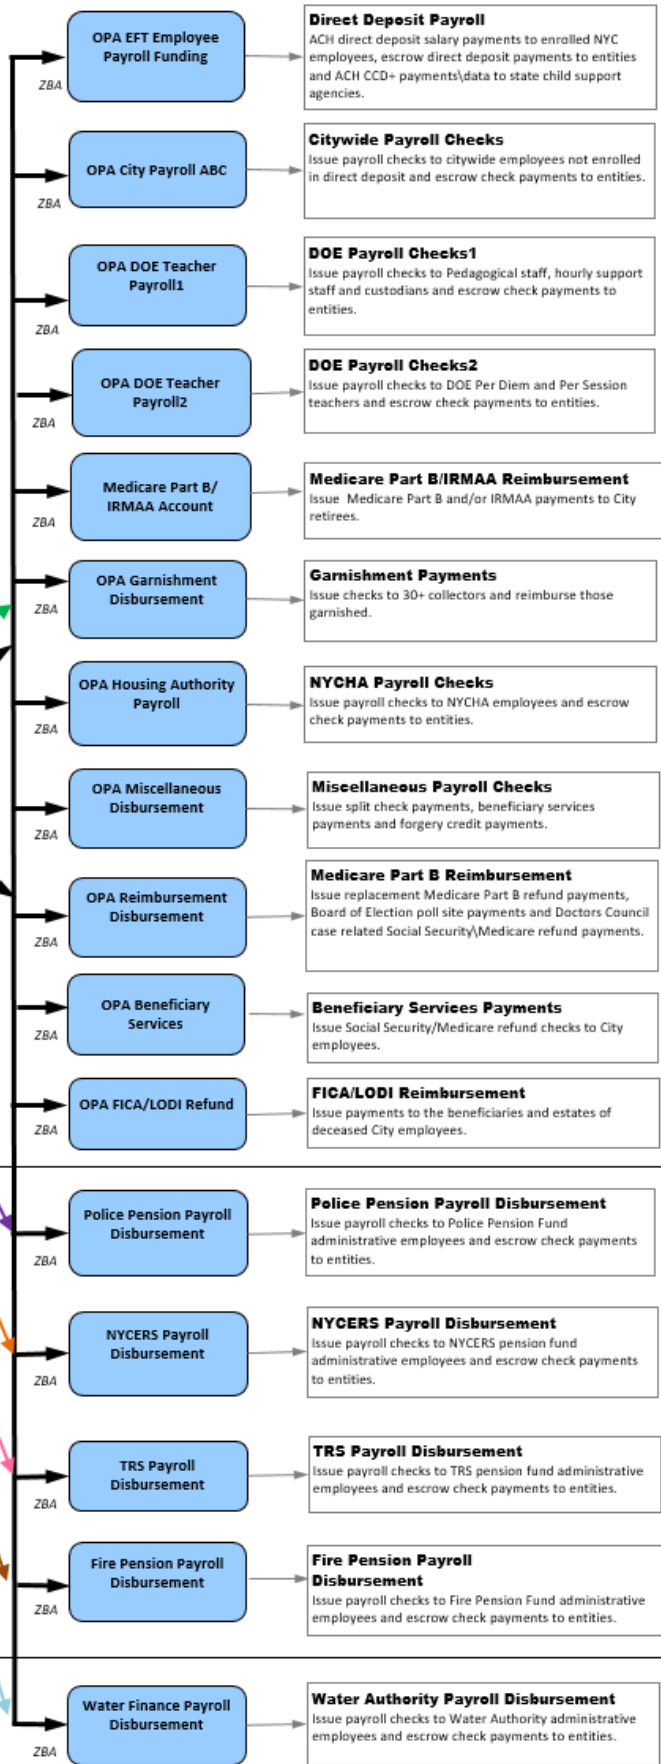 OPA EFT Employee
Payroll Funding
ZBA
Direct Deposit Payroll
ACH direct deposit salary payments to enrolled NYC
employees, escrow direct deposit payments to entities
and ACH CCD+ payments\data to state child support
agencies.
OPA City Payroll ABC
ZBA
Citywide Payroll Checks
Issue payroll checks to citywide employees not enrolled
in direct deposit and escrow check payments to entities.
OPA DOE Teacher
Payroll1
ZBA
DOE Payroll Checks1
Issue payroll checks to Pedagogical staff, hourly support
staff and custodians and escrow check payments to
entities.
OPA DOE Teacher
Payroll2
ZBA
DOE Payroll Checks2
Issue payroll checks to DOE Per Diem and Per Session
teachers and escrow check payments to entities.
Medicare Part B/
IRMAA Account
ZBA
Medicare Part B/IRMAA Reimbursement
Issue Medicare Part B and/or IRMAA payments to City
retirees.
OPA Garnishment
Disbursement
ZBA
Garnishment Payments
Issue checks to 30+ collectors and reimburse those
garnished.
OPA Housing Authority
Payroll
ZBA
NYCHA Payroll Checks
Issue payroll checks to NYCHA employees and escrow
check payments to entities.
OPA Miscellaneous
Disbursement
ZBA
Miscellaneous Payroll Checks
Issue split check payments, beneficiary services
payments and forgery credit payments.
OPA Reimbursement
Disbursement
ZBA
Medicare Part B Reimbursement
Issue replacement Medicare Part B refund payments,
Board of Election poll site payments and Doctors Council
case related Social Security\Medicare refund payments.
OPA Beneficiary
Services
ZBA
Beneficiary Services Payments
Issue Social Security/Medicare refund checks to City
employees.
OPA FICA/LODI Refund
ZBA
FICA/LODI Reimbursement
Issue payments to the beneficiaries and estates of
deceased City employees.
Police Pension Payroll
Disbursement
ZBA
Police Pension Payroll Disbursement
Issue payroll checks to Police Pension Fund
administrative employees and escrow check payments
to entities.
NYCERS Payroll
Disbursement
ZBA
NYCERS Payroll Disbursement
Issue payroll checks to NYCERS pension fund
administrative employees and escrow check payments
to entities.
TRS Payroll
Disbursement
ZBA
TRS Payroll Disbursement
Issue payroll checks to TRS pension fund administrative
employees and escrow check payments to entities.
Fire Pension Payroll
Disbursement
ZBA
Fire Pension Payroll
Disbursement
Issue payroll checks to Fire Pension Fund administrative
employees and escrow check payments to entities.
Water Finance Payroll
Disbursement
ZBA
Water Authority Payroll Disbursement
Issue payroll checks to Water Authority administrative
employees and escrow check payments to entities.